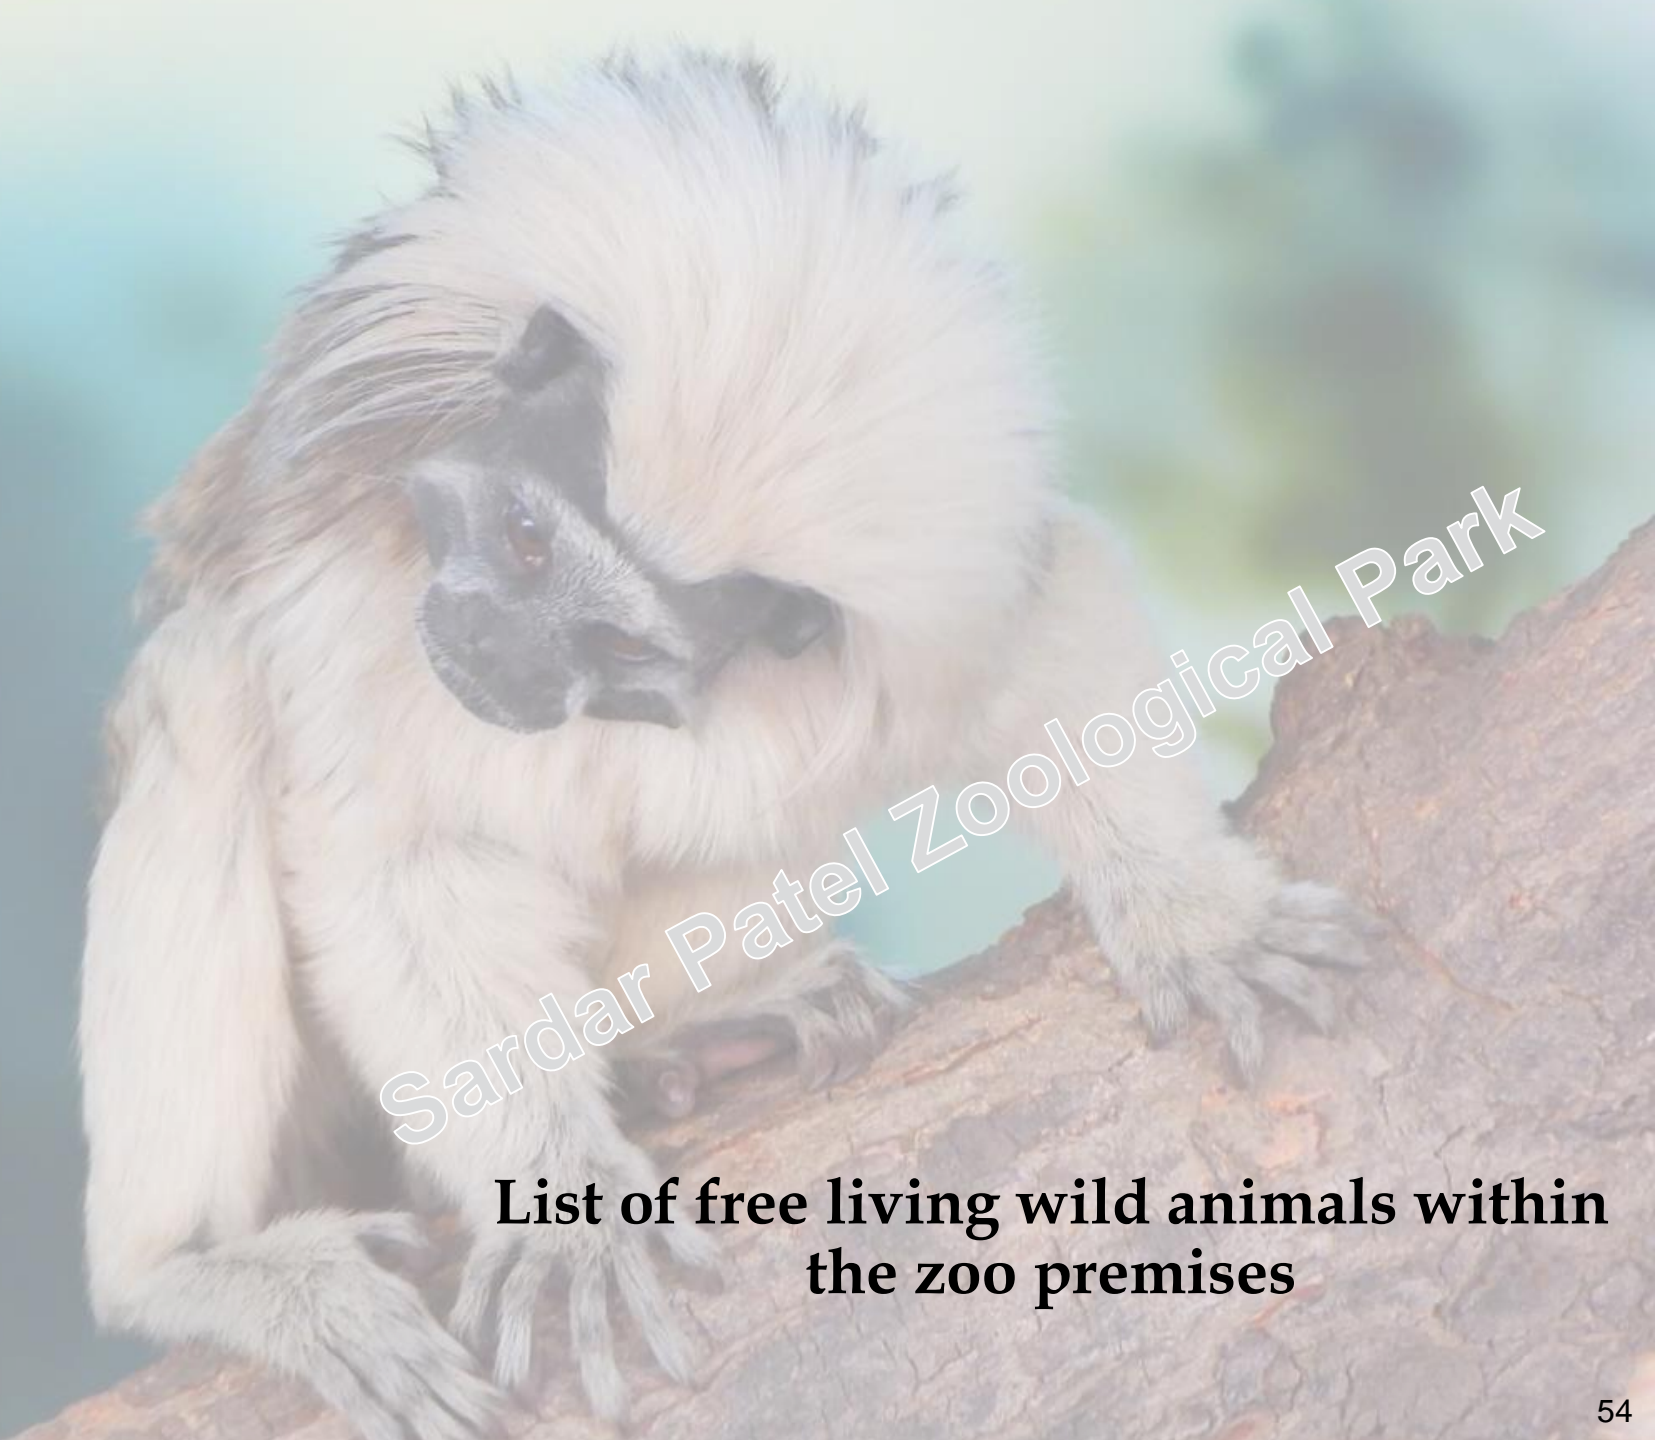 Sardar Patel Zoological Park
List of free living wild animals within
the zoo premises
54